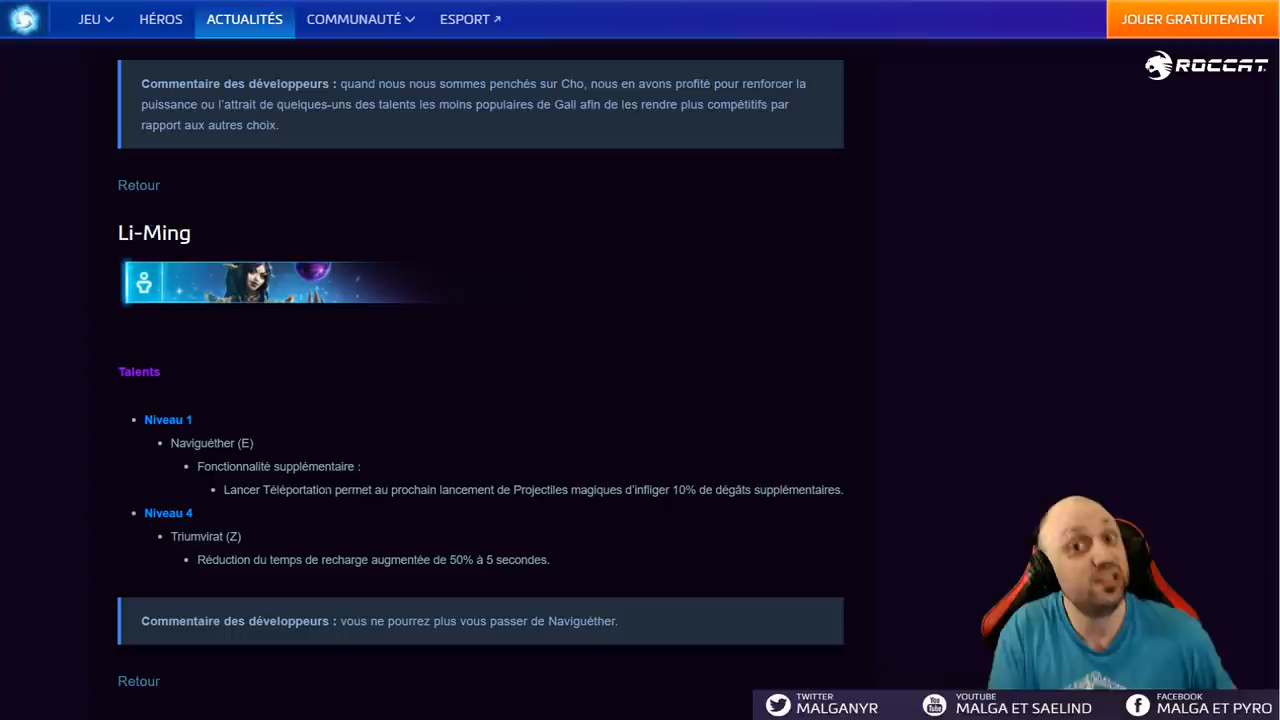 JEU HÉROS ACTUALITÉS COMMUNAUTÉ ESPORT JOUER GRATUITEMENT
ROCCAT
Commentaire des développeurs : quand nous nous sommes penchés sur Cho, nous en avons profité pour renforcer la
puissance ou l'attrait de quelques-uns des talents les moins populaires de Gall afin de les rendre plus compétitifs par
rapport aux autres choix.
Retour
Li-Ming
Talents
Niveau 1
Naviguéther (E)
Fonctionnalité supplémentaire :
Lancer Téléportation permet au prochain lancement de Projectiles magiques d'infliger 10% de dégâts supplémentaires.
Niveau 4
Triumvirat (Z)
Réduction du temps de recharge augmentée de 50% à 5 secondes.
Commentaire des développeurs : vous ne pourrez plus vous passer de Naviguéther.
Retour
TWITTER
MALGANYR
YOUTUBE
MALGA ET SAELIND
FACEBOOK
MALGA ET PYRO